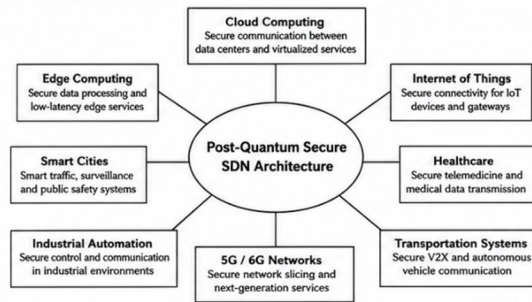 Cloud Computing
Secure communication between
data centers and virtualized services
Edge Computing
Secure data processing and
low-latency edge services
Internet of Things
Secure connectivity for IoT
devices and gateways
Post-Quantum Secure
SDN Architecture
Smart Cities
Smart traffic, surveillance
and public safety systems
Healthcare
Secure telemedicine and
medical data transmission
Industrial Automation
Secure control and communication
in industrial environments
5G / 6G Networks
Secure network slicing and
next-generation services
Transportation Systems
Secure V2X and autonomous
vehicle communication